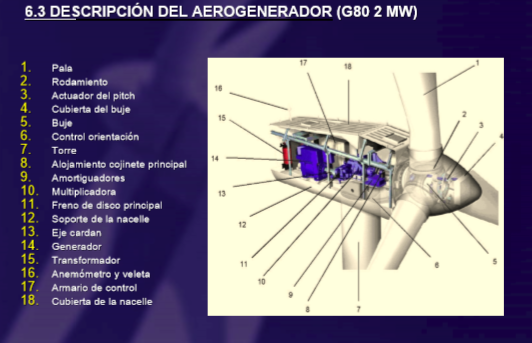 6.3 DESCRIPCIÓN DEL AEROGENERADOR (G80 2 MW)
1. Pala
2. Rodamiento
3. Actuador del pitch
4. Cubierta del buje
5. Buje
6. Control orientación
7. Torre
8. Alojamiento cojinete principal
9. Amortiguadores
10. Multiplicadora
11. Freno de disco principal
12. Soporte de la nacelle
13. Eje cardan
14. Generador
15. Transformador
16. Anemómetro y veleta
17. Armario de control
18. Cubierta de la nacelle
17
18
1
16
2
3
15
4
14
13
12
11
10
9
8
7
6
5